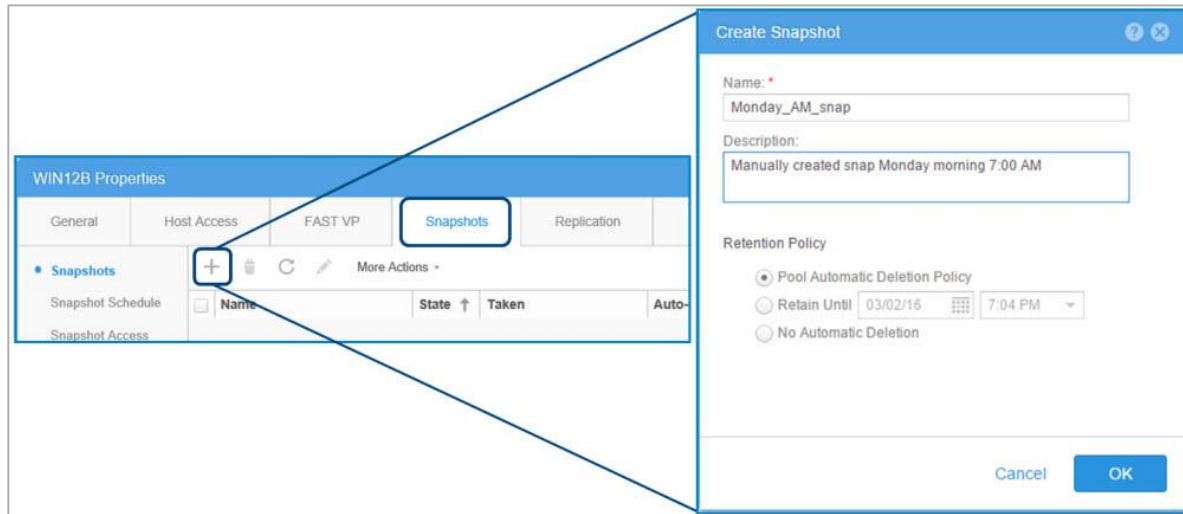 WIN12B Properties
General Host Access FAST VP Snapshots Replication
Snapshots
Snapshot Schedule
Snapshot Access
More Actions
Name State Taken Auto-
Create Snapshot
Name: *
Monday_AM_snap
Description:
Manually created snap Monday morning 7:00 AM
Retention Policy
Pool Automatic Deletion Policy
Retain Until 03/02/16 7:04 PM
No Automatic Deletion
Cancel OK